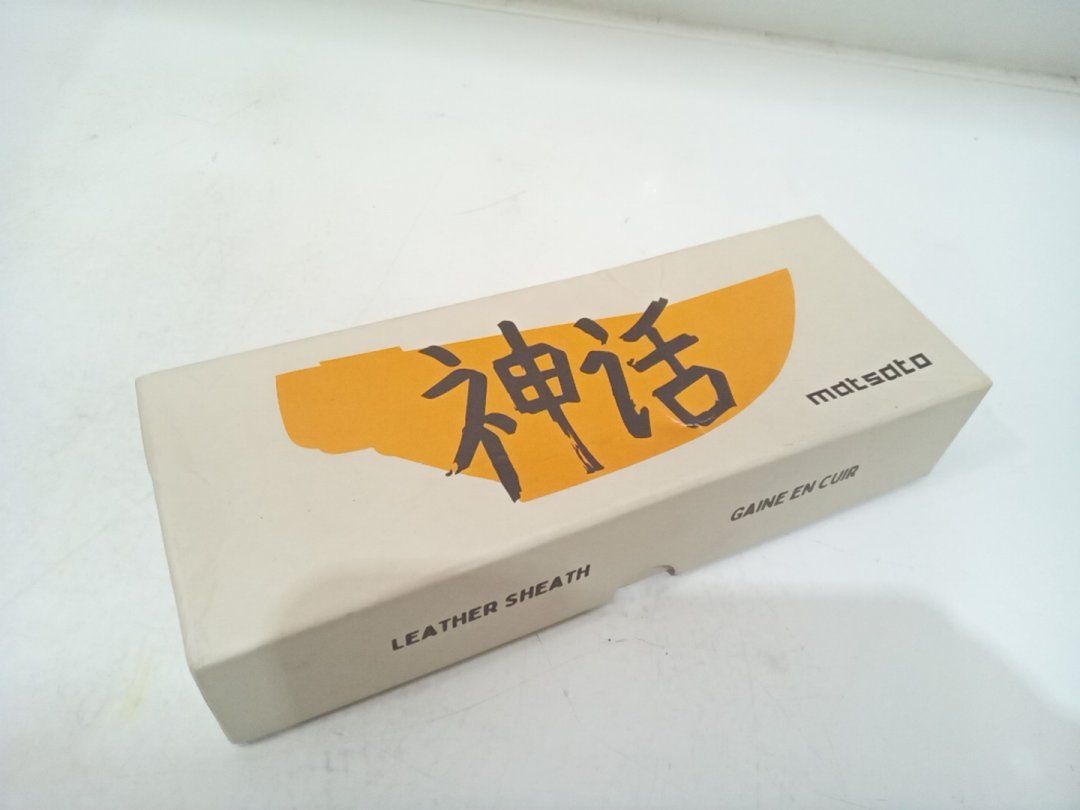 神话
matsato
LEATHER SHEATH
GAINE EN CUIR